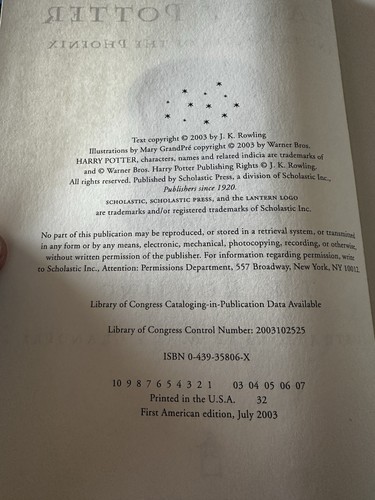 POTTER
OF THE PHOENIX
Text copyright © 2003 by J. K. Rowling
Illustrations by Mary GrandPré copyright © 2003 by Warner Bros.
HARRY POTTER, characters, names and related indicia are trademarks of
and © Warner Bros. Harry Potter Publishing Rights © J. K. Rowling.
All rights reserved. Published by Scholastic Press, a division of Scholastic Inc.,
Publishers since 1920.
SCHOLASTIC, SCHOLASTIC PRESS, and the LANTERN LOGO
are trademarks and/or registered trademarks of Scholastic Inc.
No part of this publication may be reproduced, or stored in a retrieval system, or transmitted
in any form or by any means, electronic, mechanical, photocopying, recording, or otherwise,
without written permission of the publisher. For information regarding permission, write
to Scholastic Inc., Attention: Permissions Department, 557 Broadway, New York, NY 10012.
Library of Congress Cataloging-in-Publication Data Available
Library of Congress Control Number: 2003102525
ISBN 0-439-35806-X
10 9 8 7 6 5 4 3 2 1 03 04 05 06 07
Printed in the U.S.A. 32
First American edition, July 2003